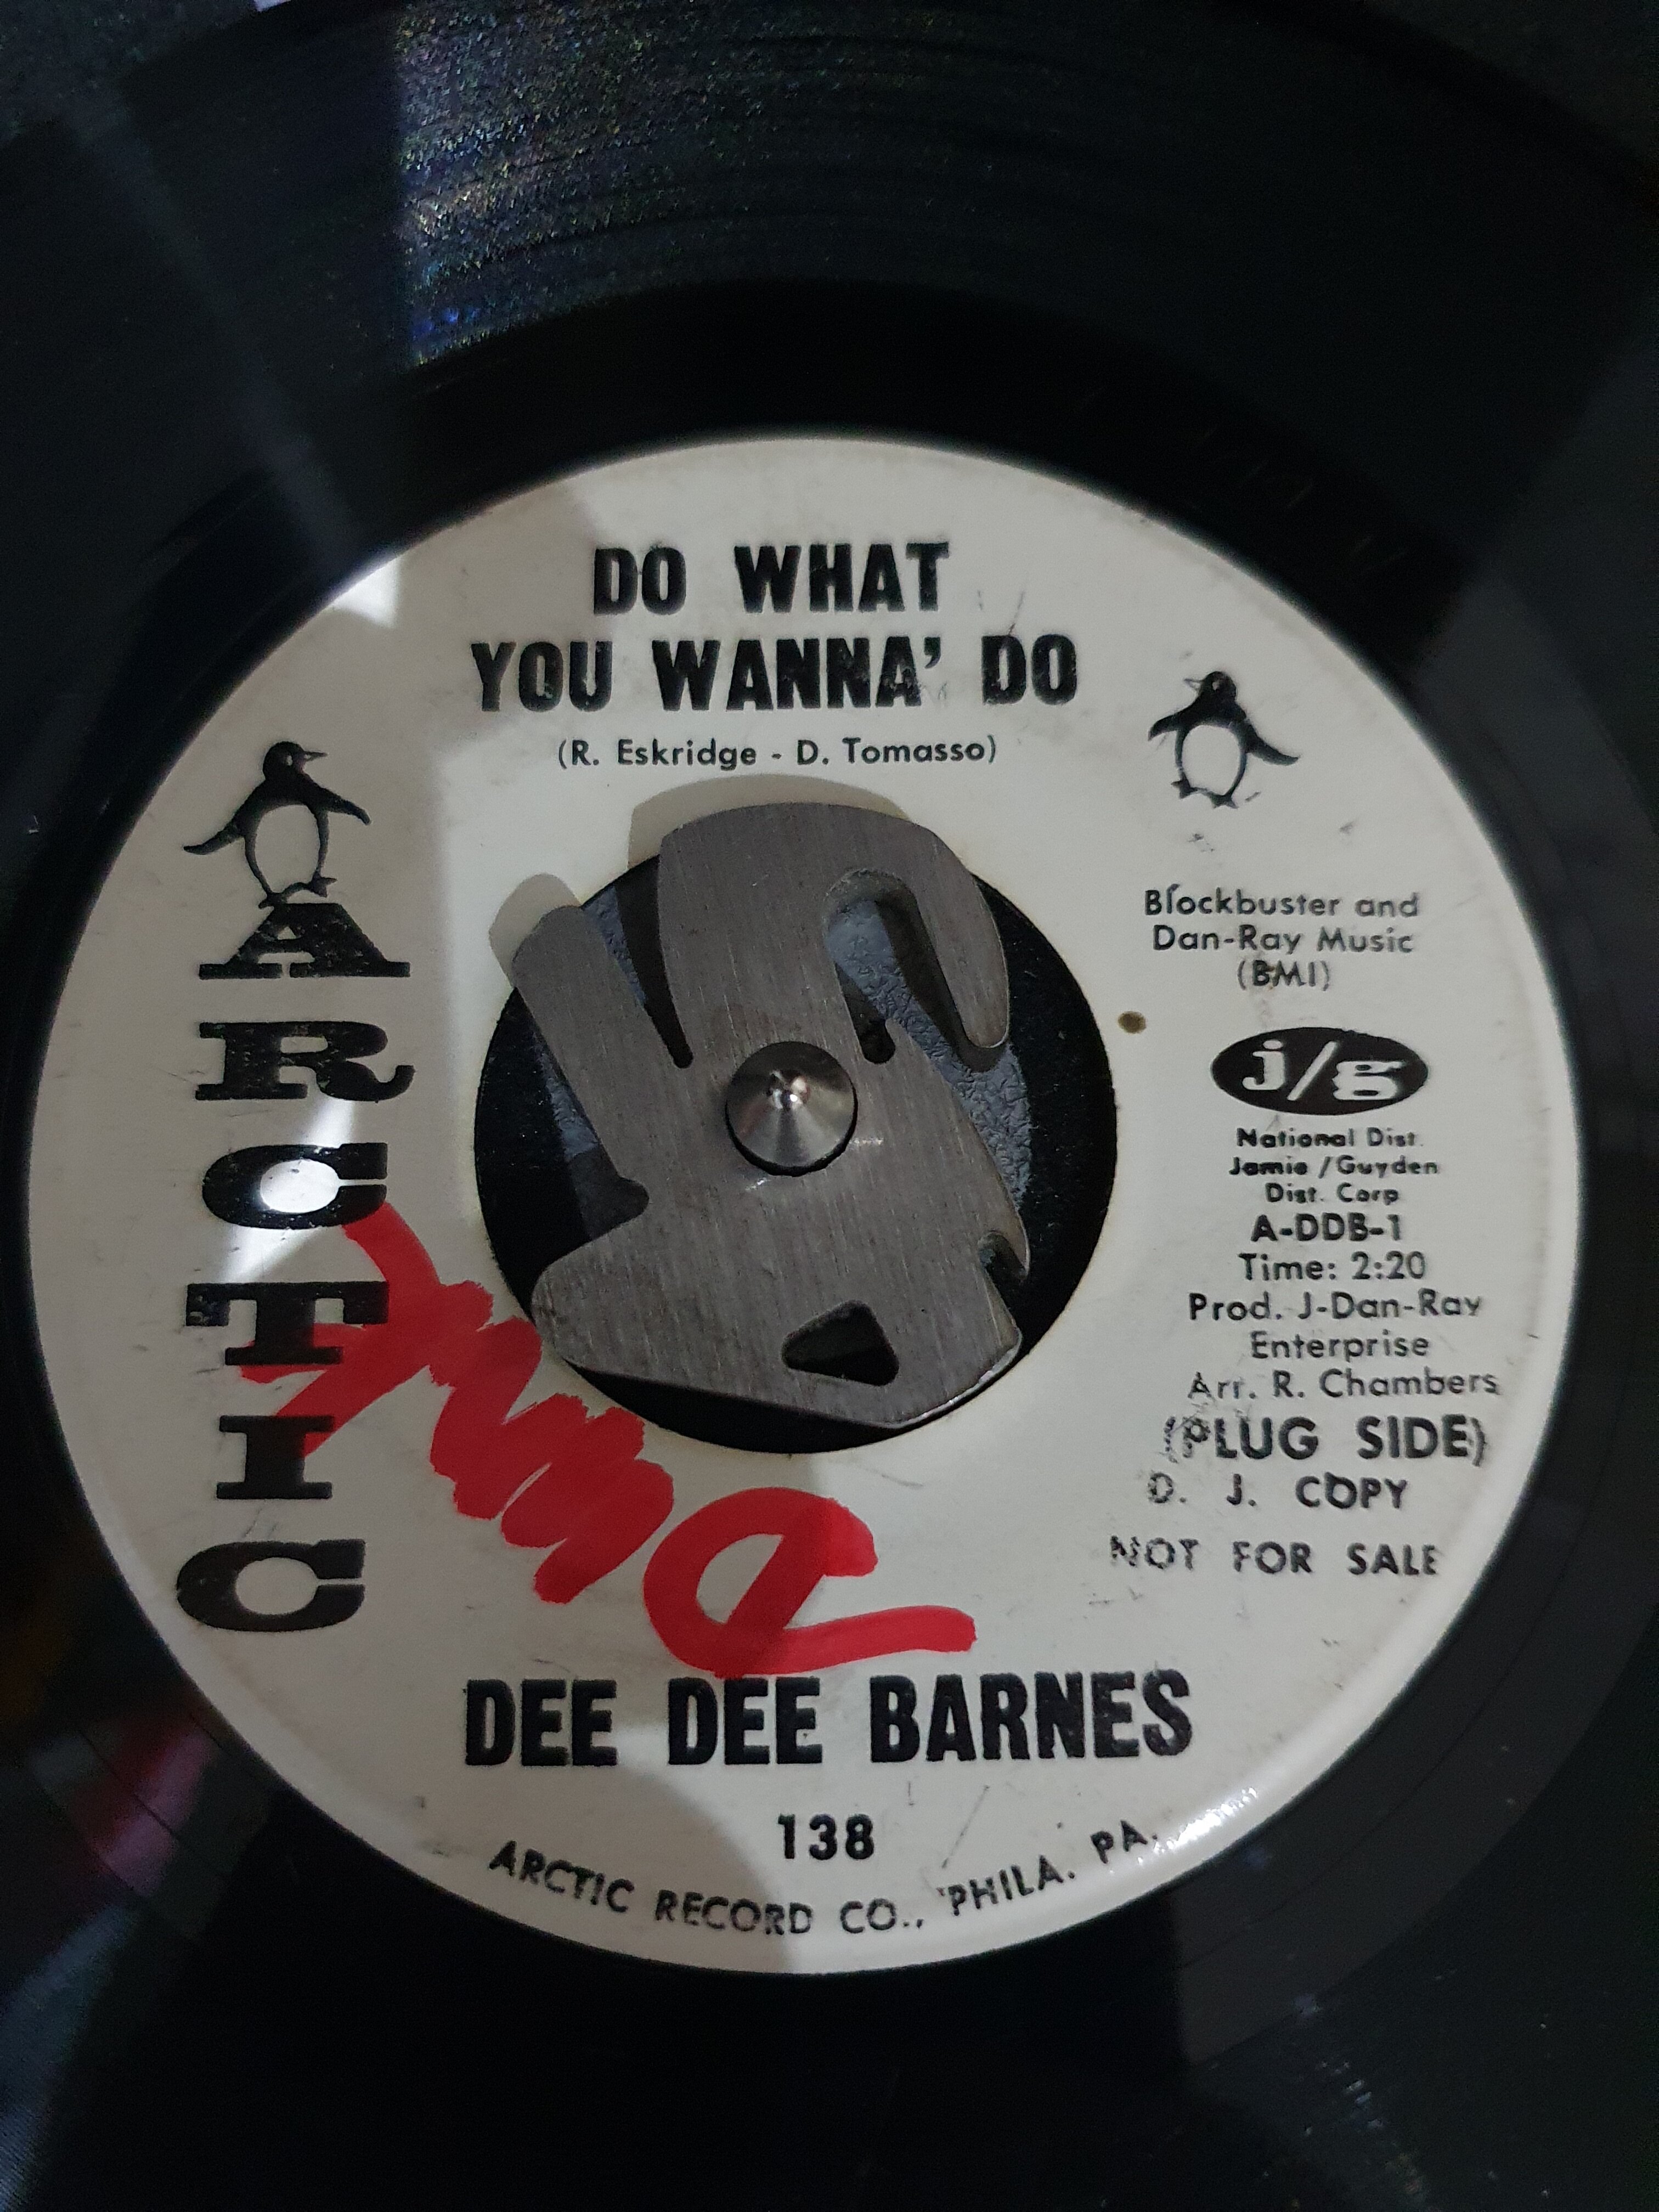 DO WHAT
YOU WANNA' DO
(R. Eskridge - D. Tomasso)
ARCTIC
Blockbuster and
Dan-Ray Music
(BMI)
j/g
National Dist.
Jamie / Guyden
Dist. Corp
A-DDB-1
Time: 2:20
Prod. J-Dan-Ray
Enterprise
Arr. R. Chambers
(PLUG SIDE)
D. J. COPY
NOT FOR SALE
DEE DEE BARNES
138
ARCTIC RECORD CO., PHILA. PA.